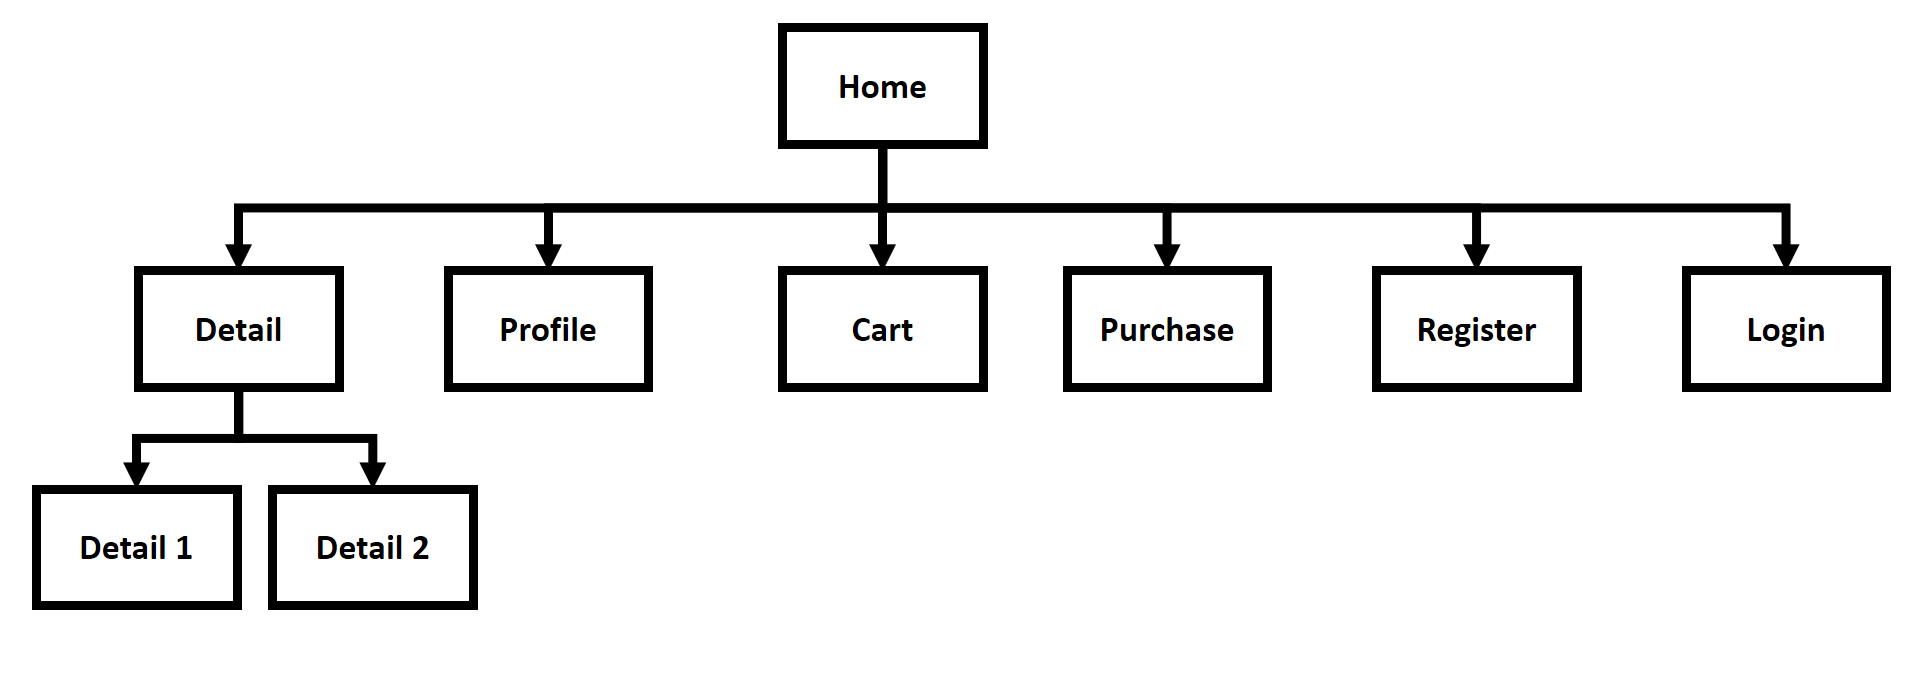 Home
Detail
Profile
Cart
Purchase
Register
Login
Detail 1
Detail 2